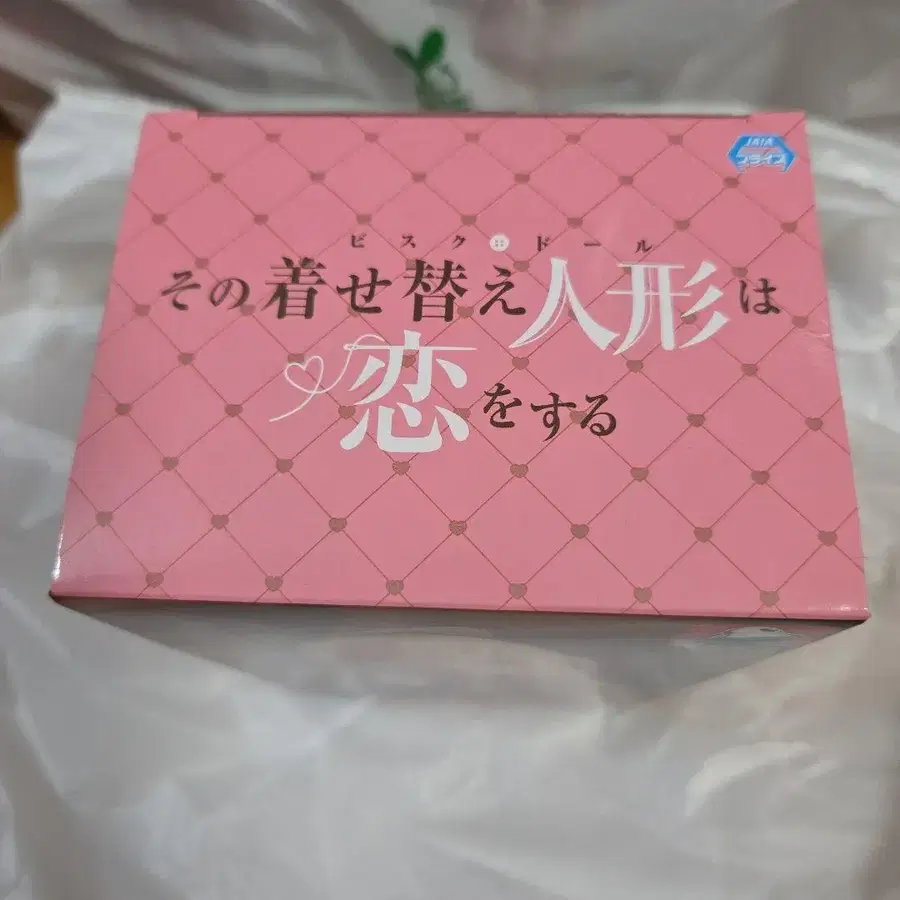 JAIA
プライズ
ビスク・ドール
その着せ替え人形は
恋をする